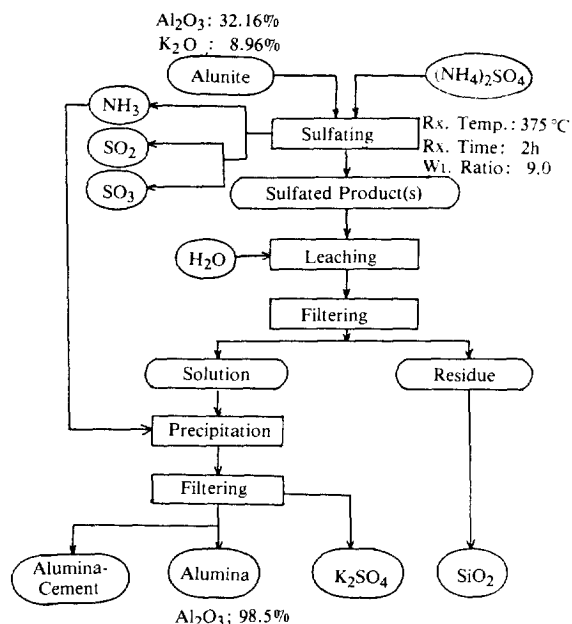 Al₂O₃: 32.16%
K₂O : 8.96%
Alunite
(NH₄)₂SO₄
NH₃
Sulfating
Rx. Temp.: 375°C
Rx. Time: 2h
Wt. Ratio: 9.0
SO₂
SO₃
Sulfated Product(s)
H₂O
Leaching
Filtering
Solution
Residue
Precipitation
Filtering
Alumina-
Cement
Alumina
K₂SO₄
SiO₂
Al₂O₃; 98.5%